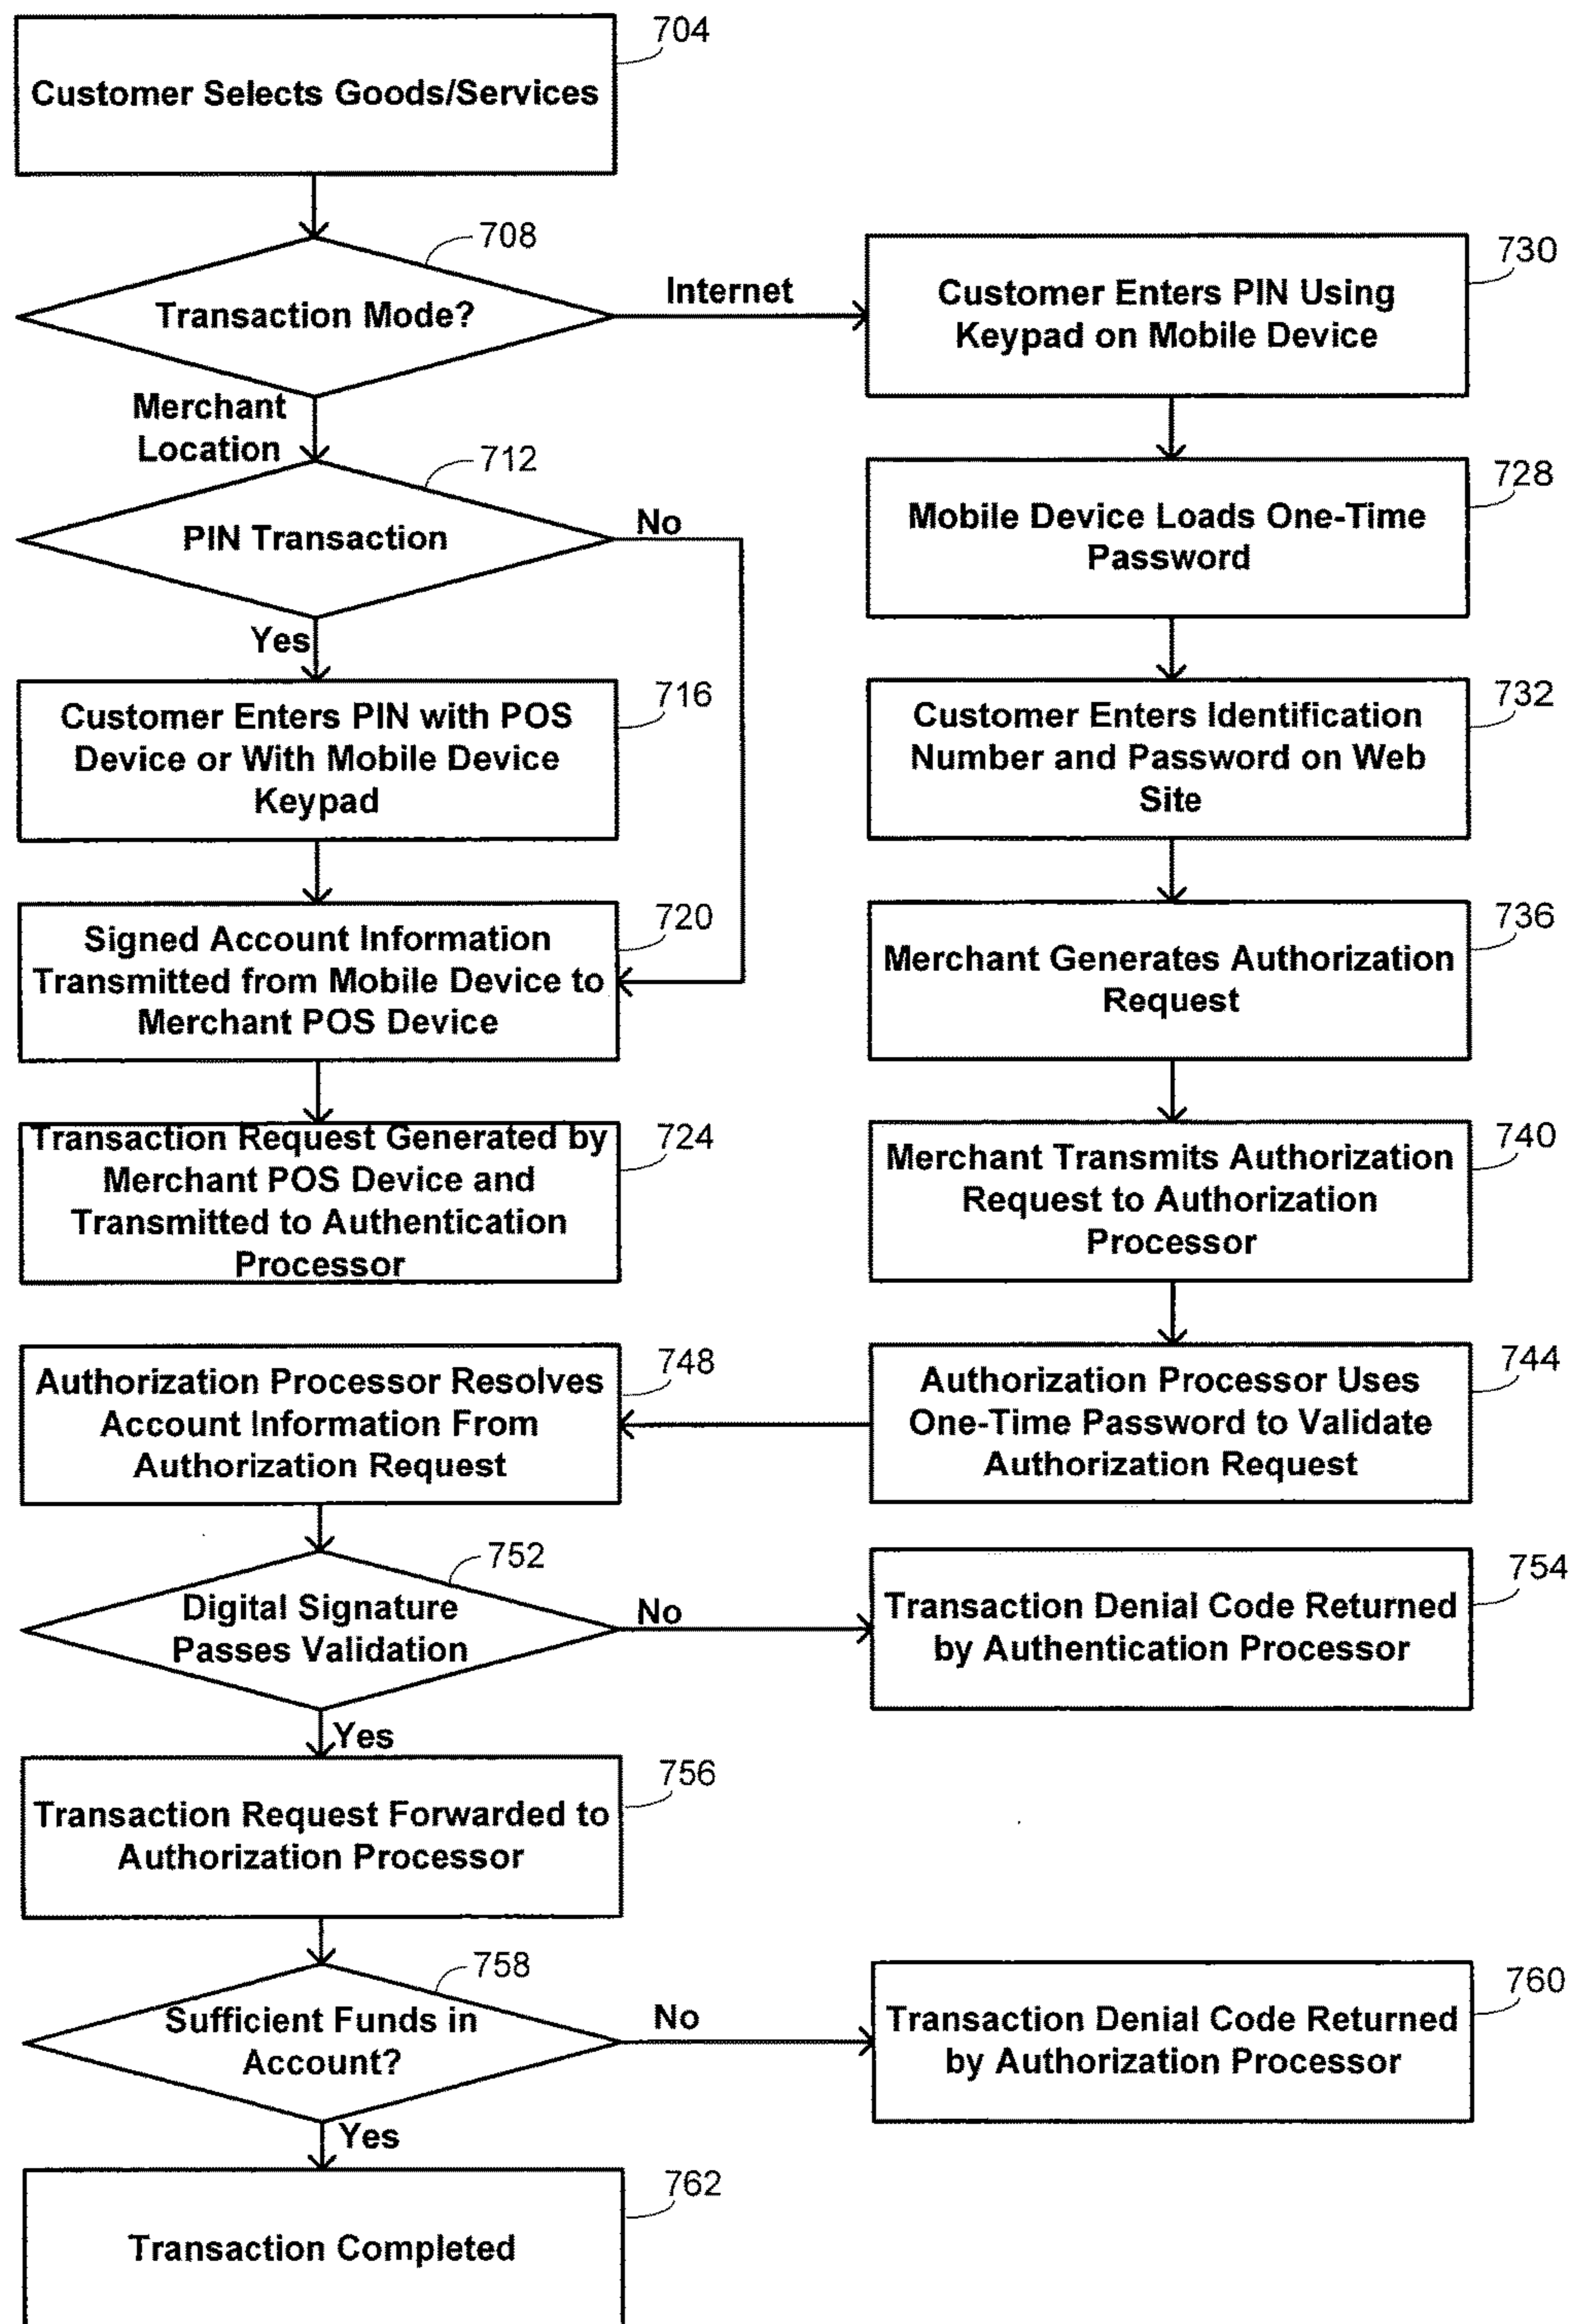 704
Customer Selects Goods/Services
708
Transaction Mode?
Internet
730
Customer Enters PIN Using
Keypad on Mobile Device
Merchant
Location
712
PIN Transaction
No
728
Mobile Device Loads One-Time
Password
Yes
716
Customer Enters PIN with POS
Device or With Mobile Device
Keypad
732
Customer Enters Identification
Number and Password on Web
Site
720
Signed Account Information
Transmitted from Mobile Device to
Merchant POS Device
736
Merchant Generates Authorization
Request
724
Transaction Request Generated by
Merchant POS Device and
Transmitted to Authentication
Processor
740
Merchant Transmits Authorization
Request to Authorization
Processor
748
Authorization Processor Resolves
Account Information From
Authorization Request
744
Authorization Processor Uses
One-Time Password to Validate
Authorization Request
752
Digital Signature
Passes Validation
No
754
Transaction Denial Code Returned
by Authentication Processor
Yes
756
Transaction Request Forwarded to
Authorization Processor
758
Sufficient Funds in
Account?
No
760
Transaction Denial Code Returned
by Authorization Processor
Yes
762
Transaction Completed